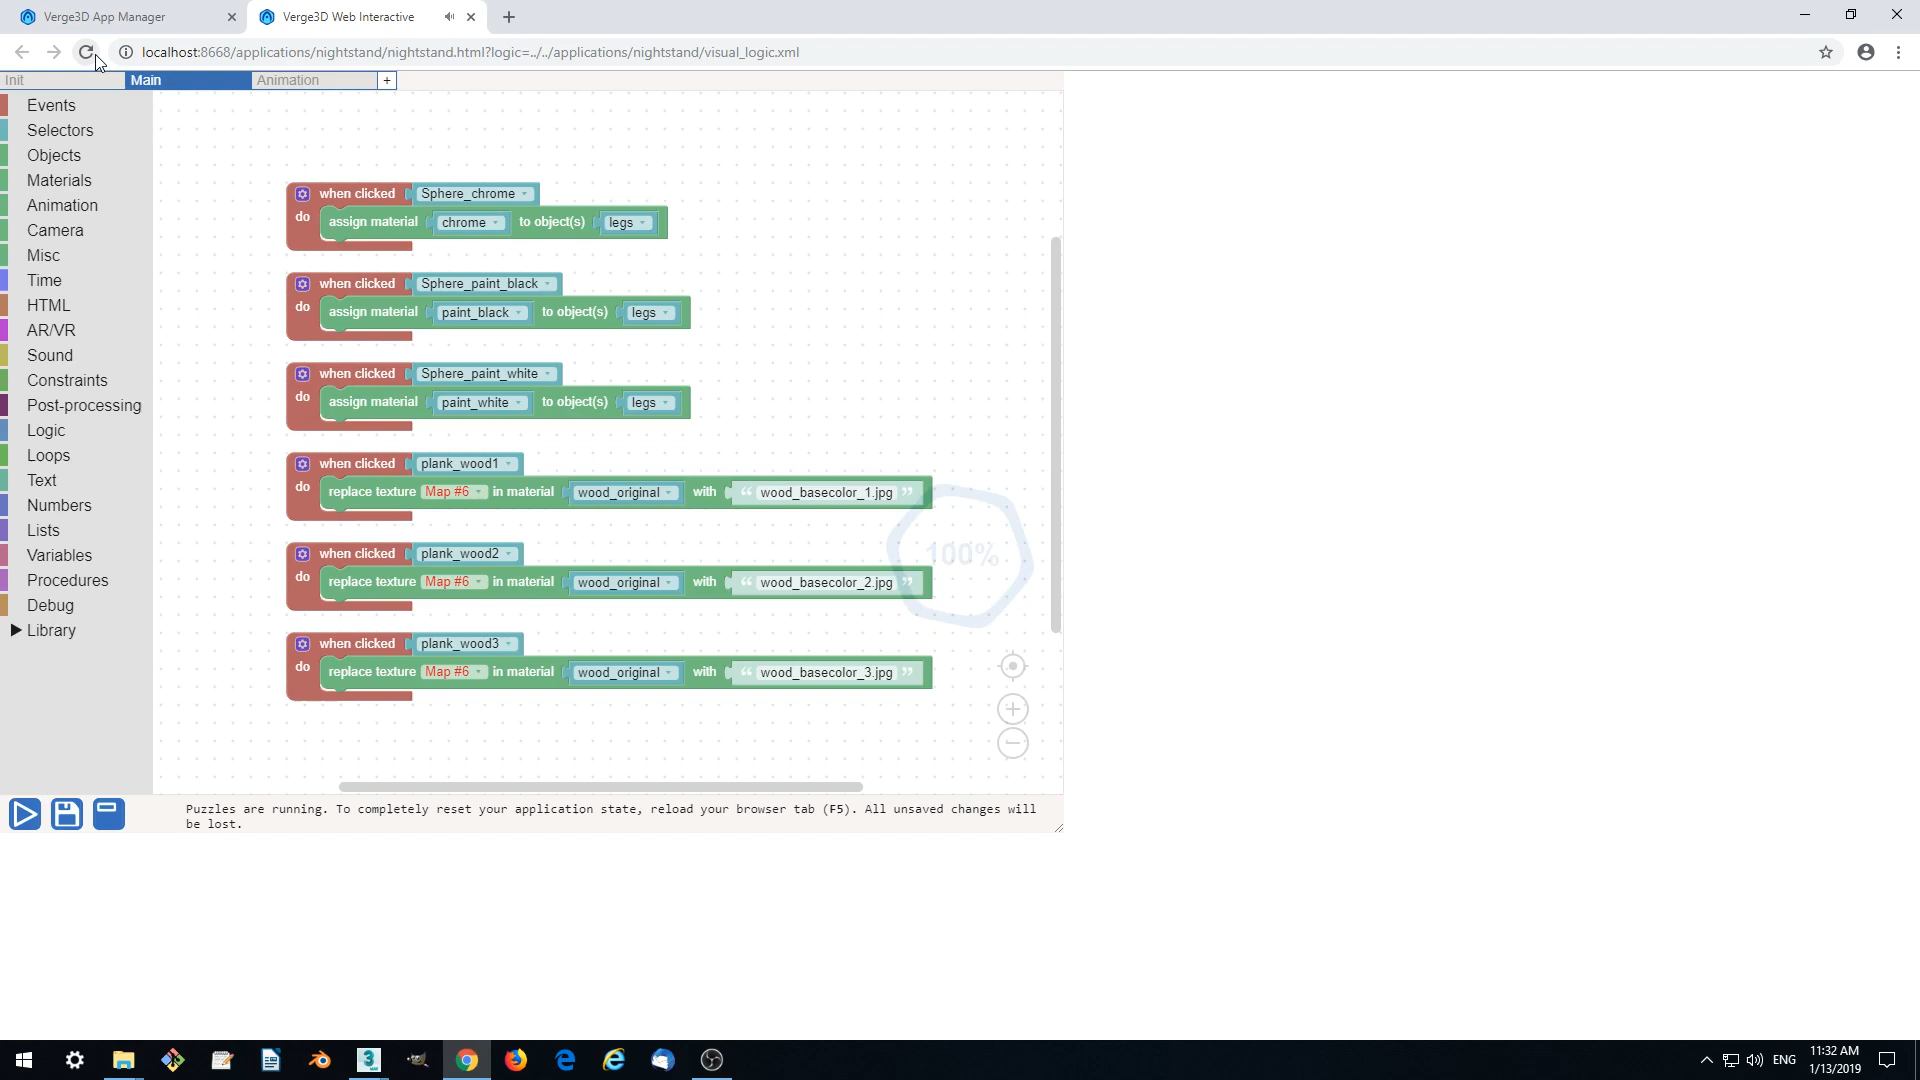 Verge3D App Manager
Verge3D Web Interactive
localhost:8668/applications/nightstand/nightstand.html?logic=../../applications/nightstand/visual_logic.xml
Init
Main
Animation
+
Events
Selectors
Objects
Materials
Animation
Camera
Misc
Time
HTML
AR/VR
Sound
Constraints
Post-processing
Logic
Loops
Text
Numbers
Lists
Variables
Procedures
Debug
Library
when clicked Sphere_chrome
do assign material chrome to object(s) legs
when clicked Sphere_paint_black
do assign material paint_black to object(s) legs
when clicked Sphere_paint_white
do assign material paint_white to object(s) legs
when clicked plank_wood1
do replace texture Map #6 in material wood_original with “ wood_basecolor_1.jpg ”
when clicked plank_wood2
do replace texture Map #6 in material wood_original with “ wood_basecolor_2.jpg ”
when clicked plank_wood3
do replace texture Map #6 in material wood_original with “ wood_basecolor_3.jpg ”
100%
Puzzles are running. To completely reset your application state, reload your browser tab (F5). All unsaved changes will
be lost.
ENG
11:32 AM
1/13/2019